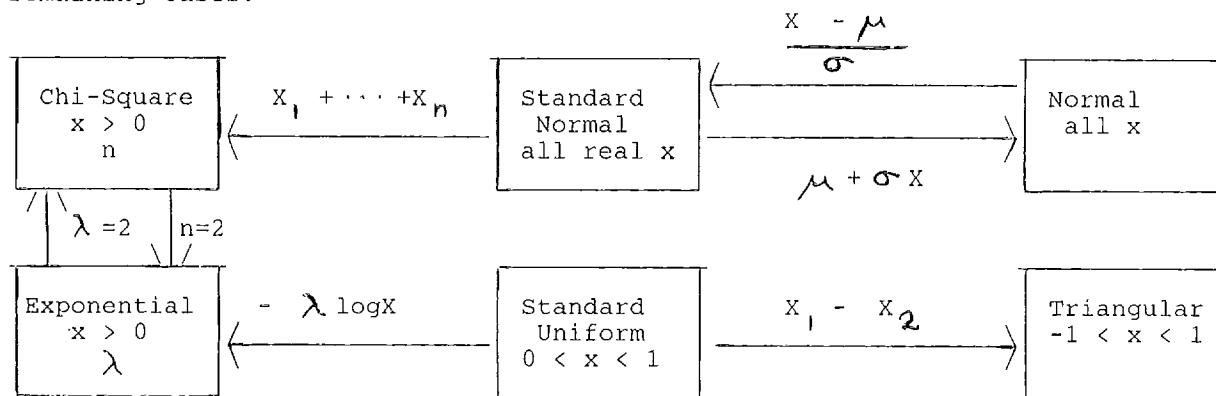 X - μ
σ
Chi-Square
x > 0
n
X₁ + ··· +Xₙ
Standard
Normal
all real x
Normal
all x
μ + σ X
λ =2
n=2
Exponential
x > 0
λ
- λ logX
Standard
Uniform
0 < x < 1
X₁ - X₂
Triangular
-1 < x < 1